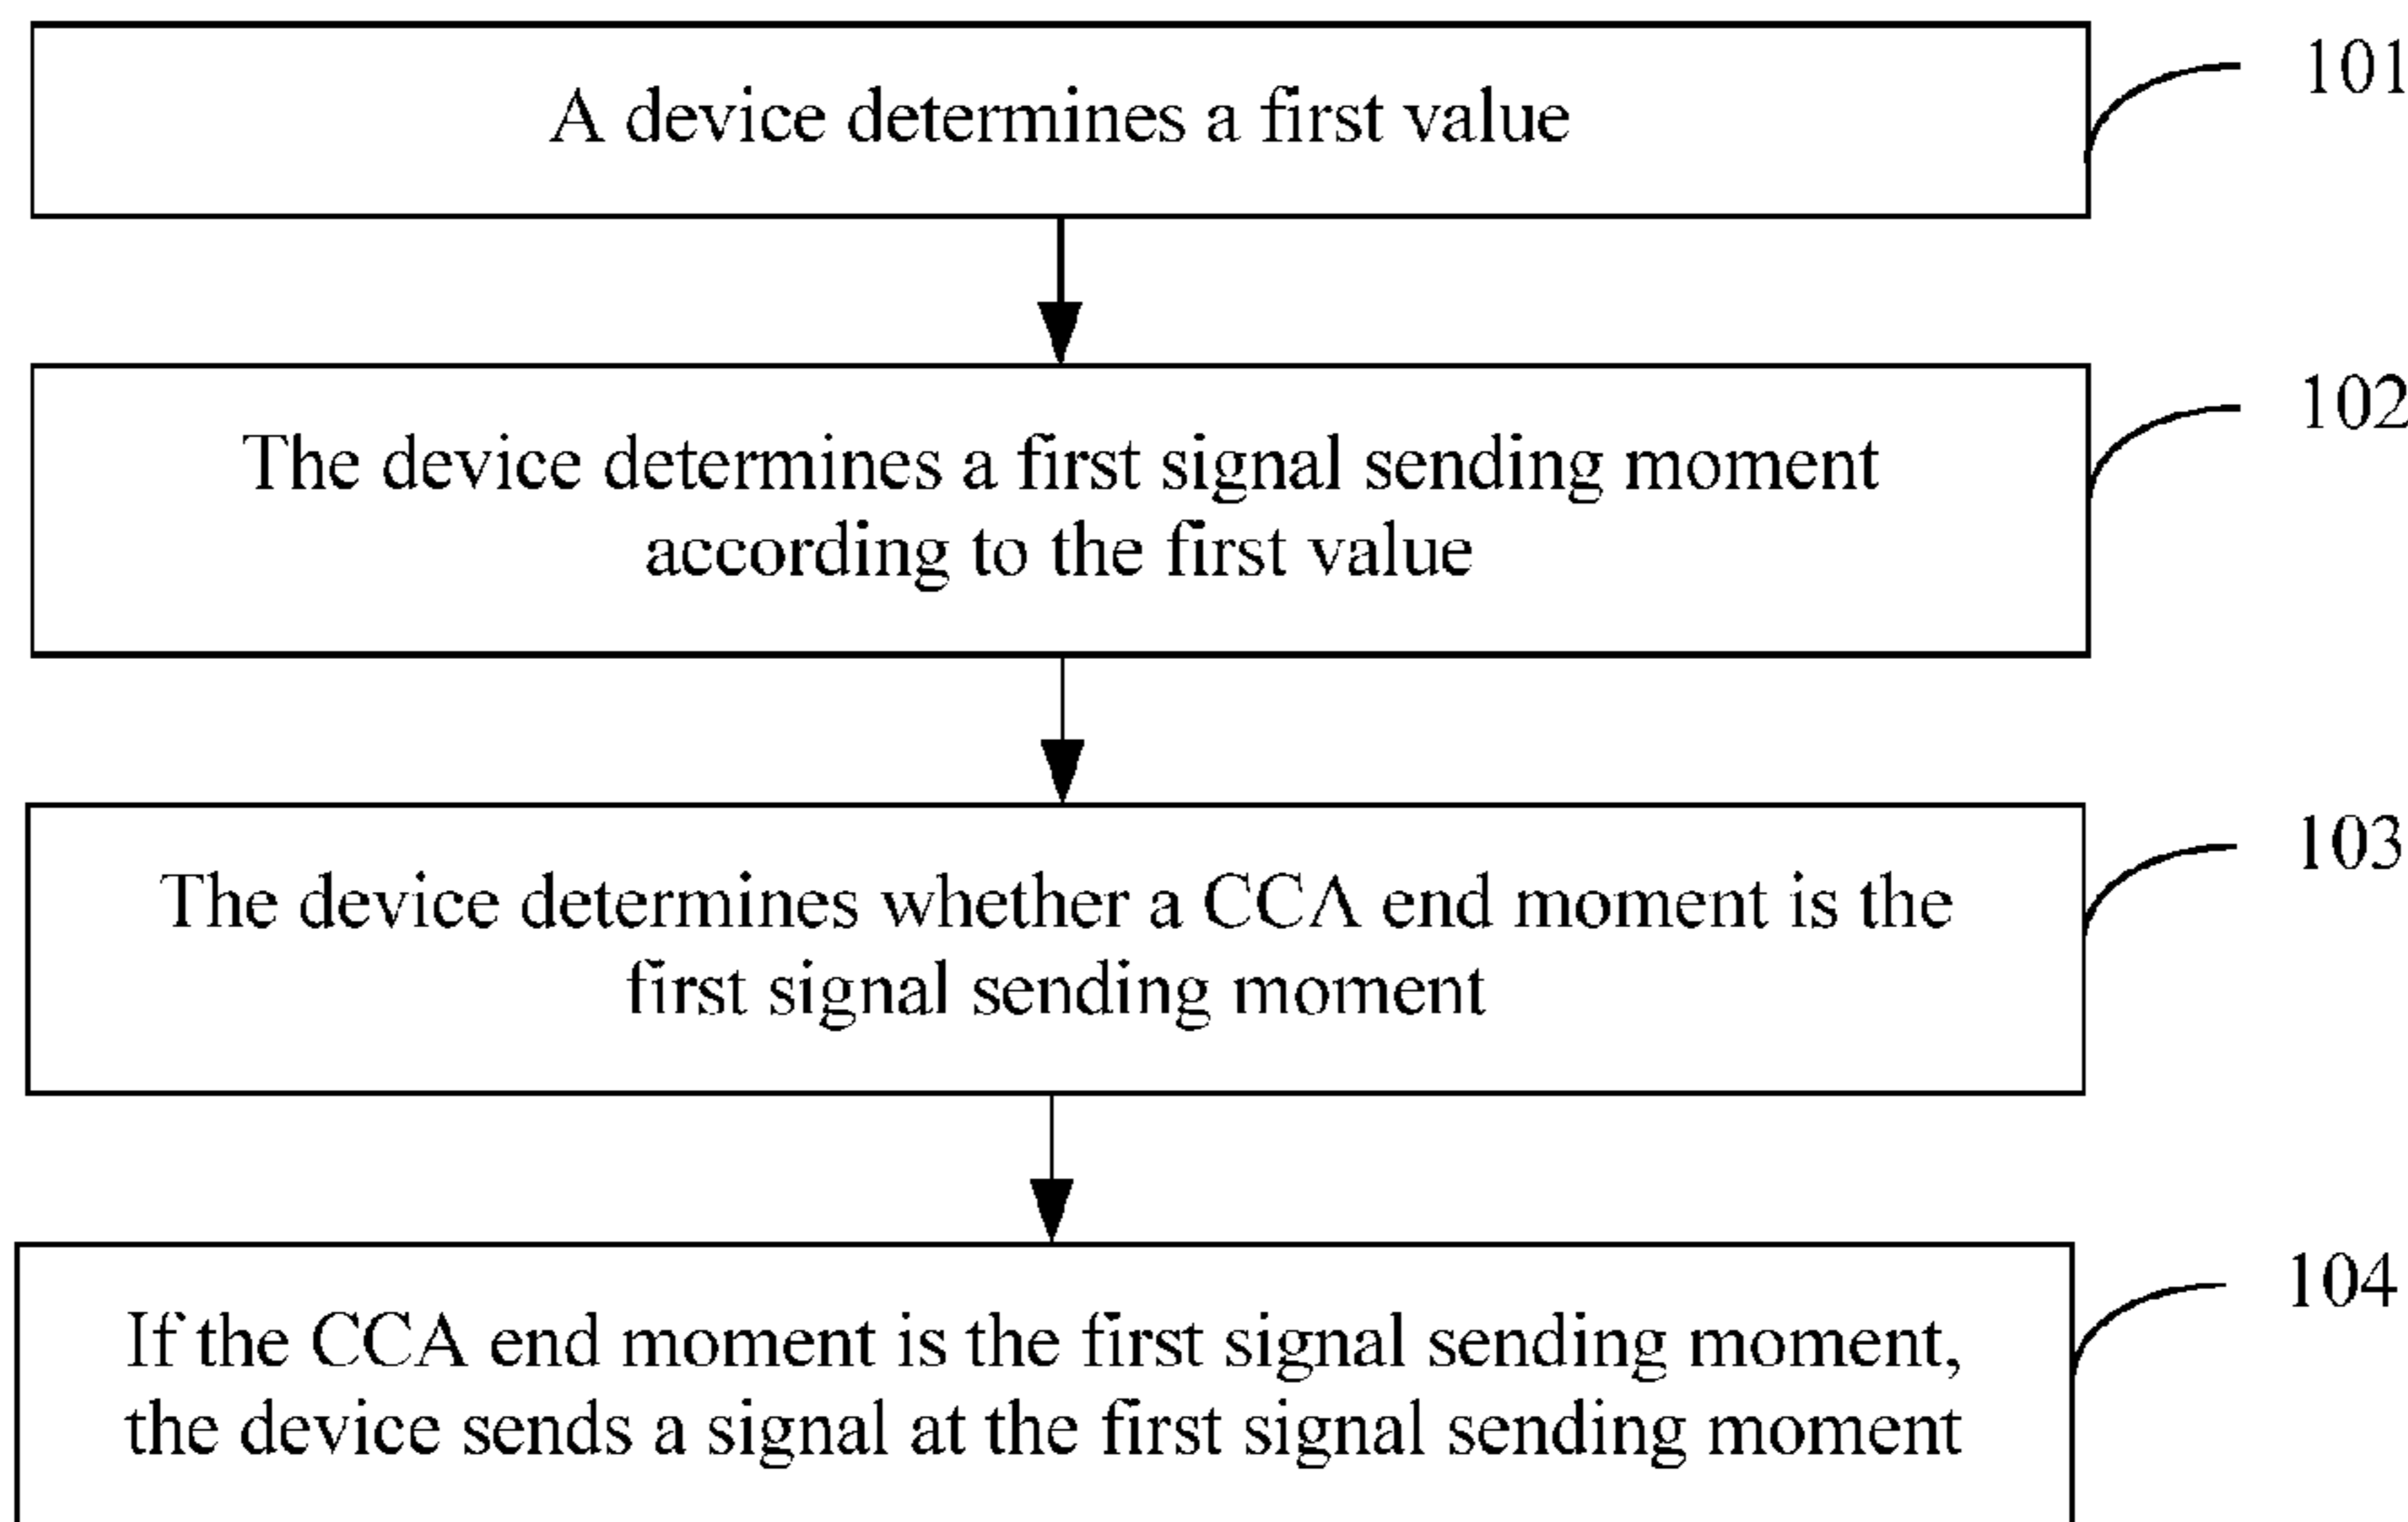 A device determines a first value
101
The device determines a first signal sending moment
according to the first value
102
The device determines whether a CCA end moment is the
first signal sending moment
103
If the CCA end moment is the first signal sending moment,
the device sends a signal at the first signal sending moment
104